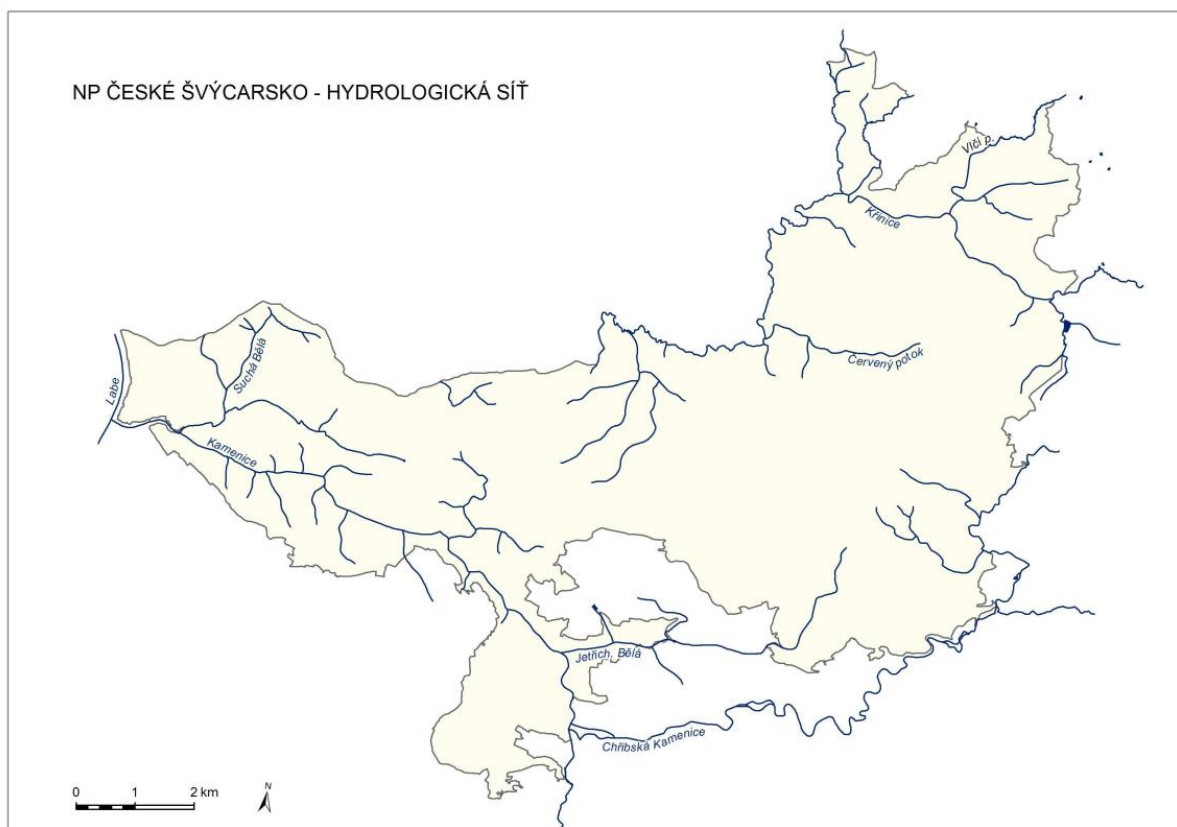 NP ČESKÉ ŠVÝCARSKO - HYDROLOGICKÁ SÍŤ
Vlčí p.
Křinice
Červený potok
Suchá Bělá
Labe
Kamenice
Jetřich. Bělá
Chřibská Kamenice
0 1 2 km
N